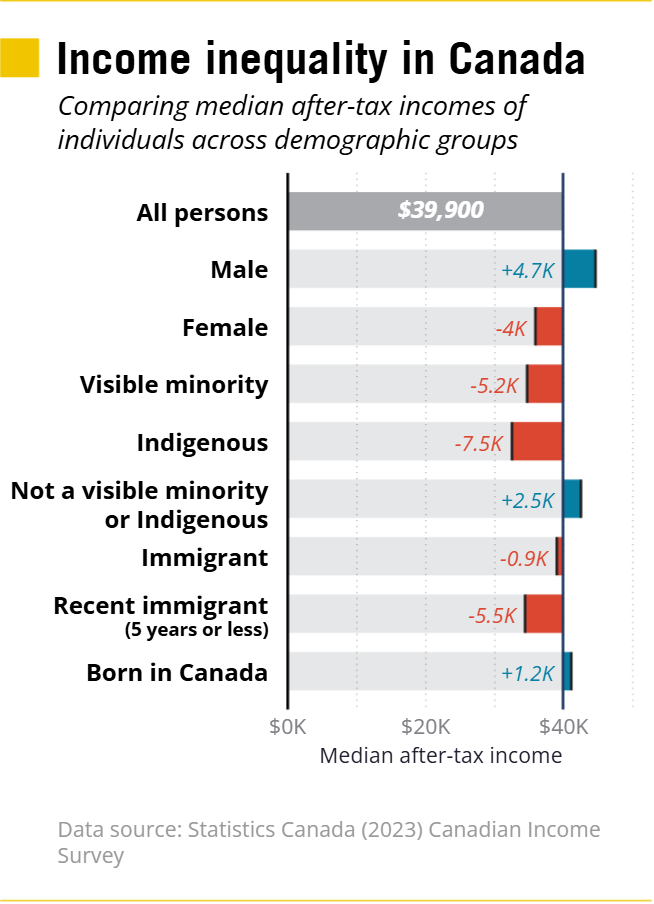 Income inequality in Canada
Comparing median after-tax incomes of
individuals across demographic groups
All persons
$39,900
Male
+4.7K
Female
-4K
Visible minority
-5.2K
Indigenous
-7.5K
Not a visible minority
or Indigenous
+2.5K
Immigrant
-0.9K
Recent immigrant
(5 years or less)
-5.5K
Born in Canada
+1.2K
$0K $20K $40K
Median after-tax income
Data source: Statistics Canada (2023) Canadian Income
Survey